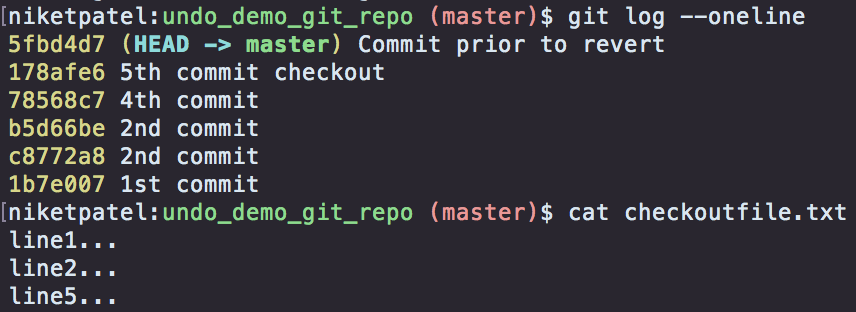 [niketpatel:undo_demo_git_repo (master)$ git log --oneline
5fbd4d7 (HEAD -> master) Commit prior to revert
178afe6 5th commit checkout
78568c7 4th commit
b5d66be 2nd commit
c8772a8 2nd commit
1b7e007 1st commit
[niketpatel:undo_demo_git_repo (master)$ cat checkoutfile.txt
line1...
line2...
line5...